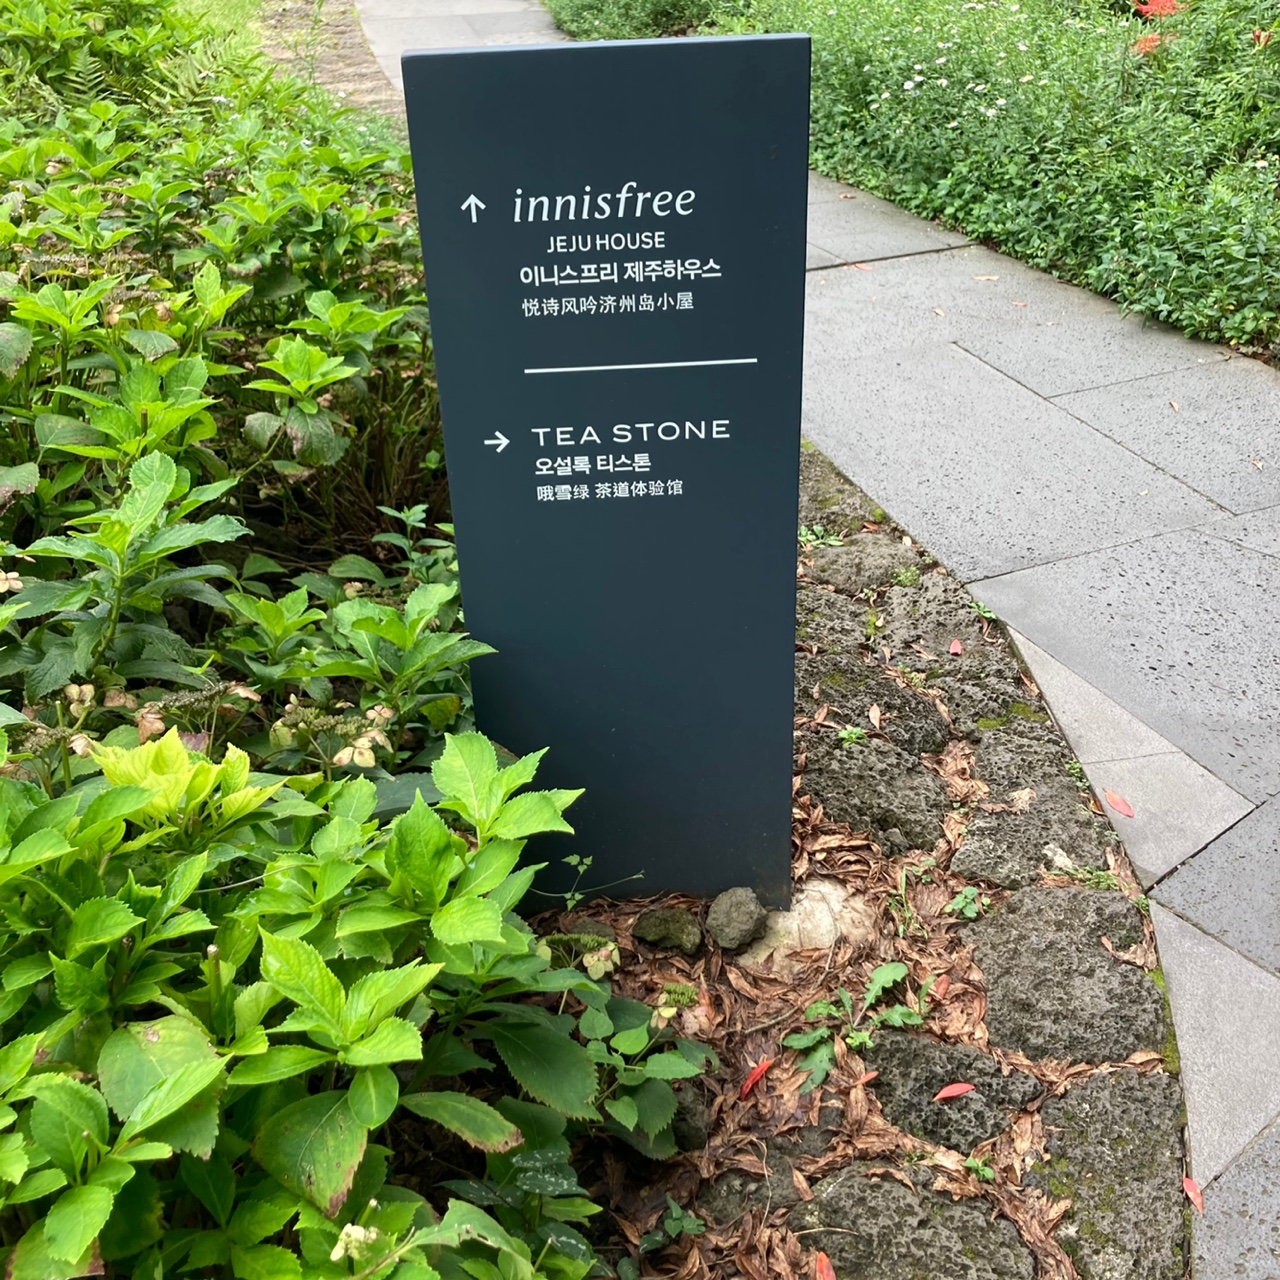 ↑ innisfree
JEJU HOUSE
이니스프리 제주하우스
悦诗风吟济州岛小屋
→ TEA STONE
오설록 티스톤
哦雪绿 茶道体验馆